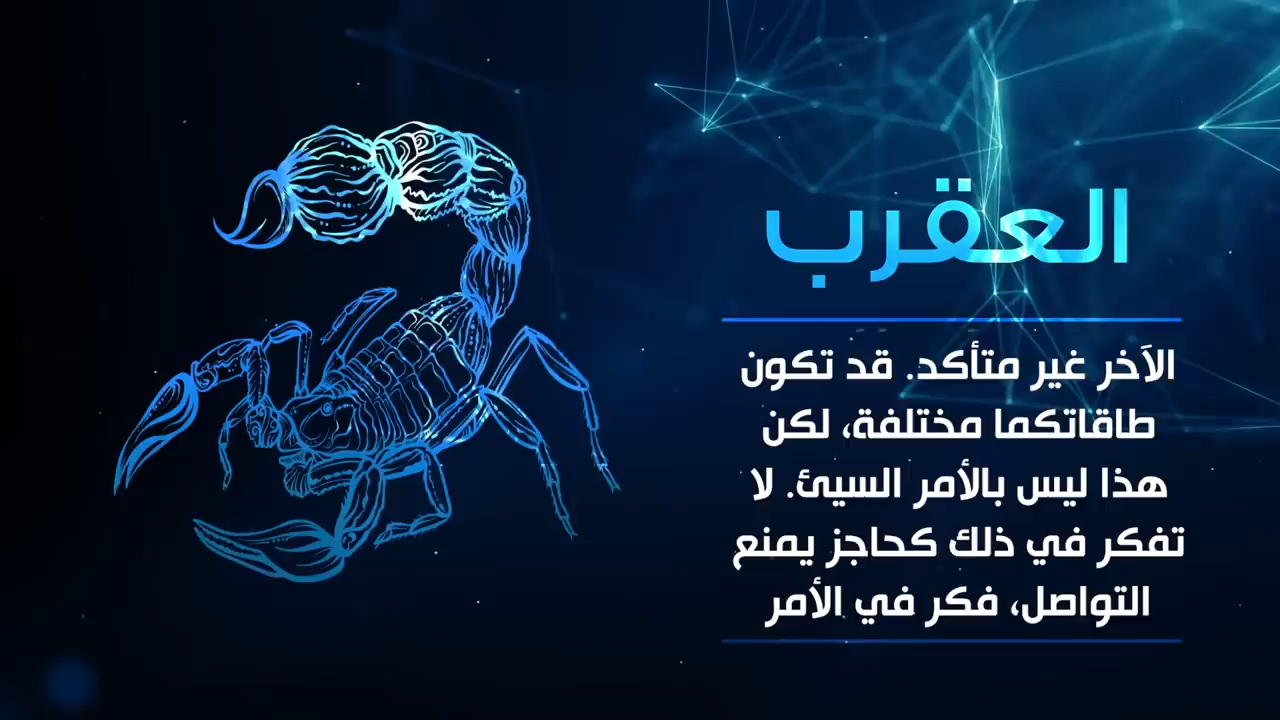 العقرب
الآخر غير متأكد. قد تكون
طاقاتكما مختلفة، لكن
هذا ليس بالأمر السيئ. لا
تفكر في ذلك كحاجز يمنع
التواصل، فكر في الأمر